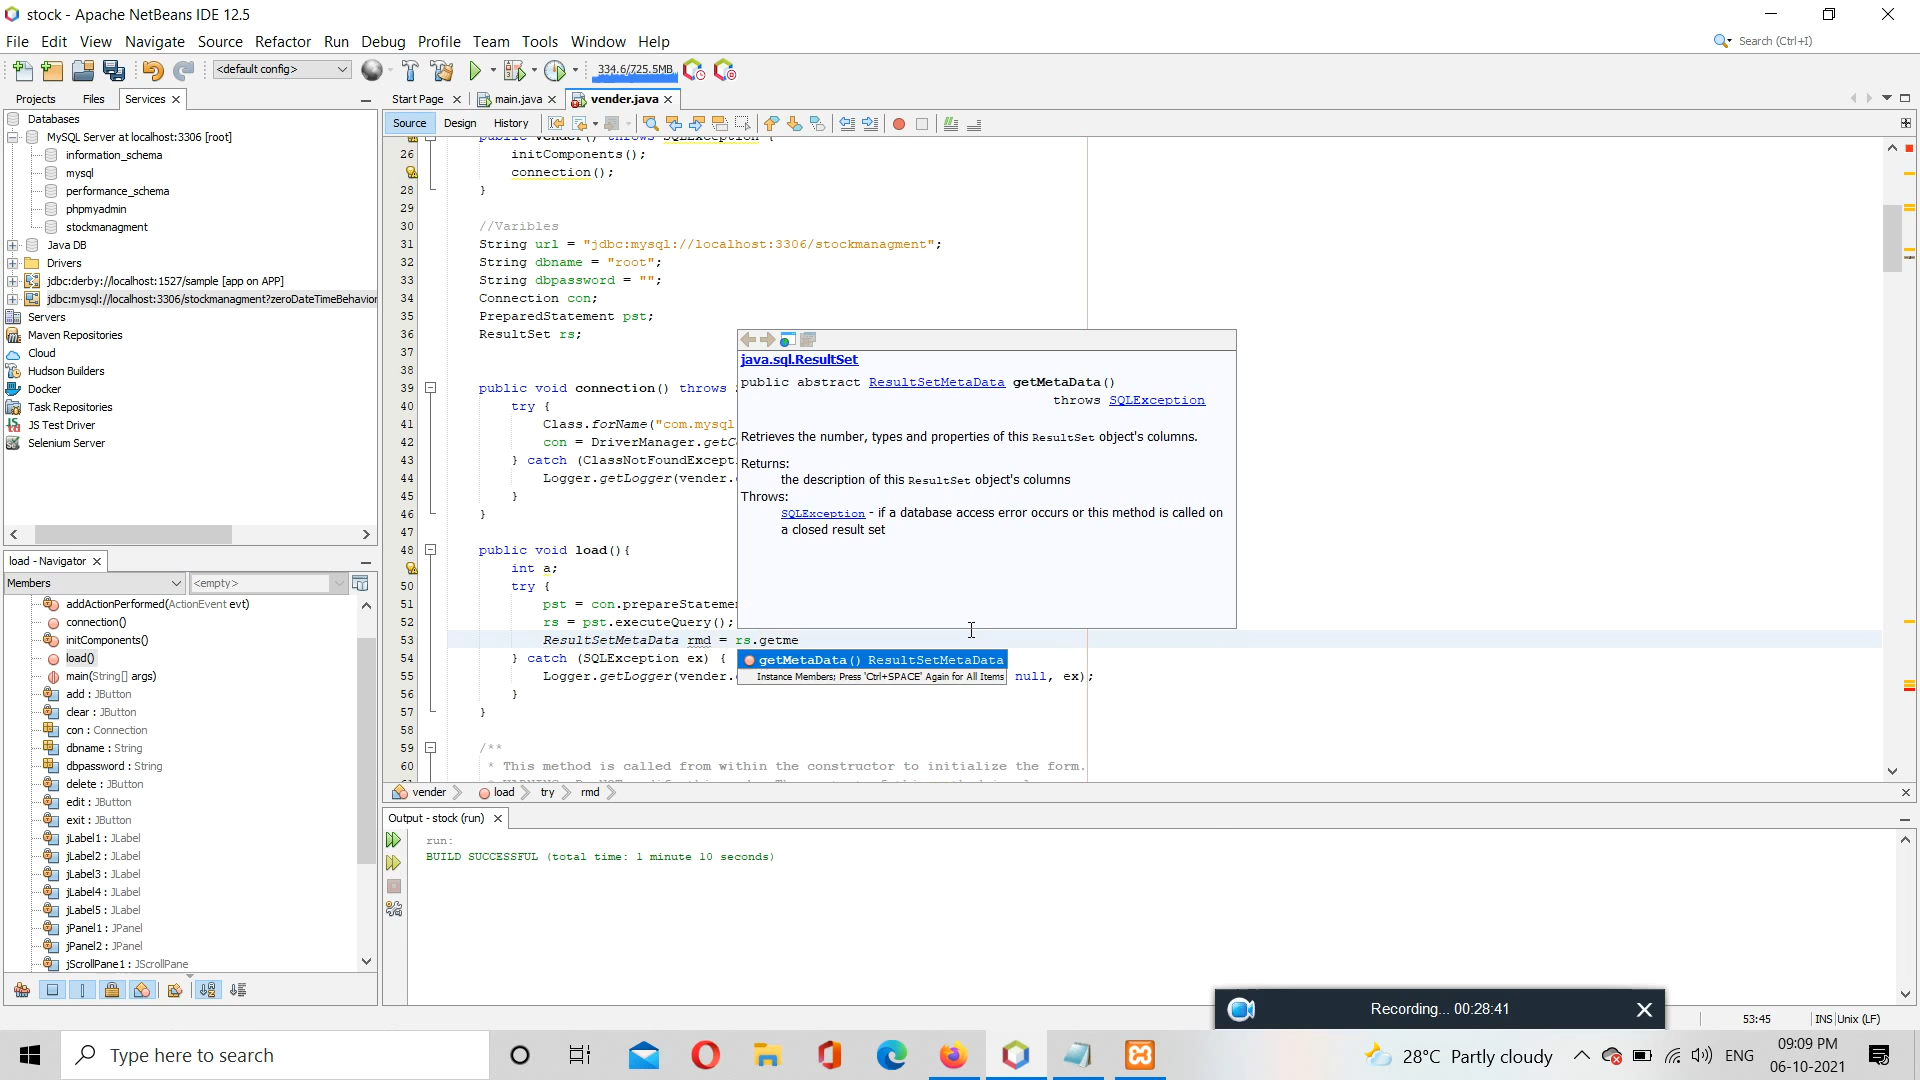 stock - Apache NetBeans IDE 12.5
File Edit View Navigate Source Refactor Run Debug Profile Team Tools Window Help
Search (Ctrl+I)
<default config>
334.6/725.5MB
Projects Files Services
Start Page main.java vender.java
Source Design History
Databases
MySQL Server at localhost:3306 [root]
information_schema
mysql
performance_schema
phpmyadmin
stockmanagment
Java DB
Drivers
jdbc:derby://localhost:1527/sample [app on APP]
jdbc:mysql://localhost:3306/stockmanagment?zeroDateTimeBehavior
Servers
Maven Repositories
Cloud
Hudson Builders
Docker
Task Repositories
JS Test Driver
Selenium Server
load - Navigator
Members <empty>
addActionPerformed(ActionEvent evt)
connection()
initComponents()
load()
main(String[] args)
add : JButton
clear : JButton
con : Connection
dbname : String
dbpassword : String
delete : JButton
edit : JButton
exit : JButton
jLabel1 : JLabel
jLabel2 : JLabel
jLabel3 : JLabel
jLabel4 : JLabel
jLabel5 : JLabel
jPanel1 : JPanel
jPanel2 : JPanel
jScrollPane1 : JScrollPane
public vender() throws SQLException {
26 initComponents();
connection();
28 }
29
30 //Varibles
31 String url = "jdbc:mysql://localhost:3306/stockmanagment";
32 String dbname = "root";
33 String dbpassword = "";
34 Connection con;
35 PreparedStatement pst;
36 ResultSet rs;
37
38
39 public void connection() throws
40 try {
41 Class.forName("com.mysql
42 con = DriverManager.getC
43 } catch (ClassNotFoundExcept
44 Logger.getLogger(vender.
45 }
46 }
47
48 public void load(){
int a;
50 try {
51 pst = con.prepareStatemen
52 rs = pst.executeQuery();
53 ResultSetMetaData rmd = rs.getme
54 } catch (SQLException ex) {
55 Logger.getLogger(vender. null, ex);
56 }
57 }
58
59 /**
60 * This method is called from within the constructor to initialize the form.
java.sql.ResultSet
public abstract ResultSetMetaData getMetaData()
throws SQLException
Retrieves the number, types and properties of this ResultSet object's columns.
Returns:
the description of this ResultSet object's columns
Throws:
SQLException - if a database access error occurs or this method is called on
a closed result set
getMetaData() ResultSetMetaData
Instance Members; Press 'Ctrl+SPACE' Again for All Items
vender load try rmd
Output - stock (run)
run:
BUILD SUCCESSFUL (total time: 1 minute 10 seconds)
Recording... 00:28:41
53:45 INS Unix (LF)
Type here to search
28°C Partly cloudy
ENG
09:09 PM
06-10-2021